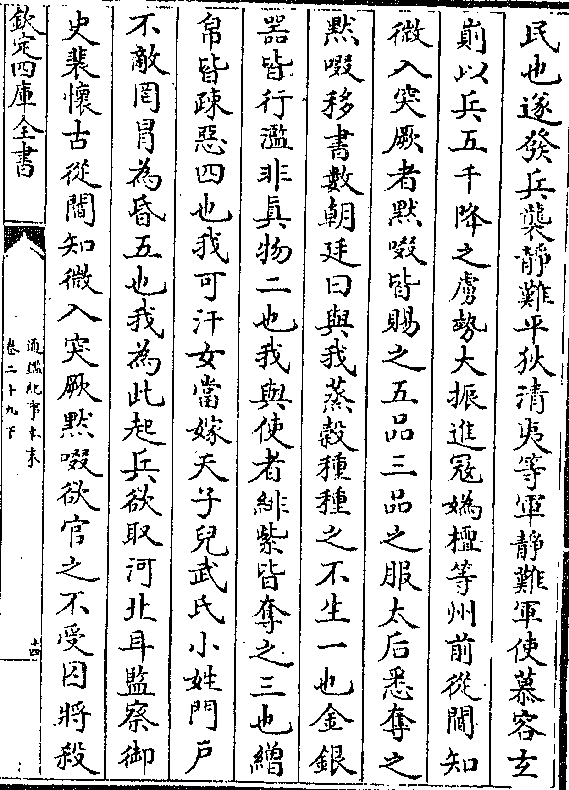 民也遂發兵襲靜難平狄清夷等軍靜難軍使慕容玄
崱以兵五千降之虜勢大振進冦媯檀等州前從閻知
微入突厥者黙啜皆賜之五品三品之服太后悉奪之
黙啜移書數朝廷曰與我蒸穀種種之不生一也金銀
器皆行濫非真物二也我與使者緋紫皆奪之三也繒
帛皆疎惡四也我可汗女當嫁天子兒武氏小姓門戶
不敵罔冐為昏五也我為此起兵欲取河北耳監察御
史裴懷古從閻知微入突厥黙啜欲官之不受囚將殺
欽定四庫全書
通鑑紀事本末
卷二十九下
十四